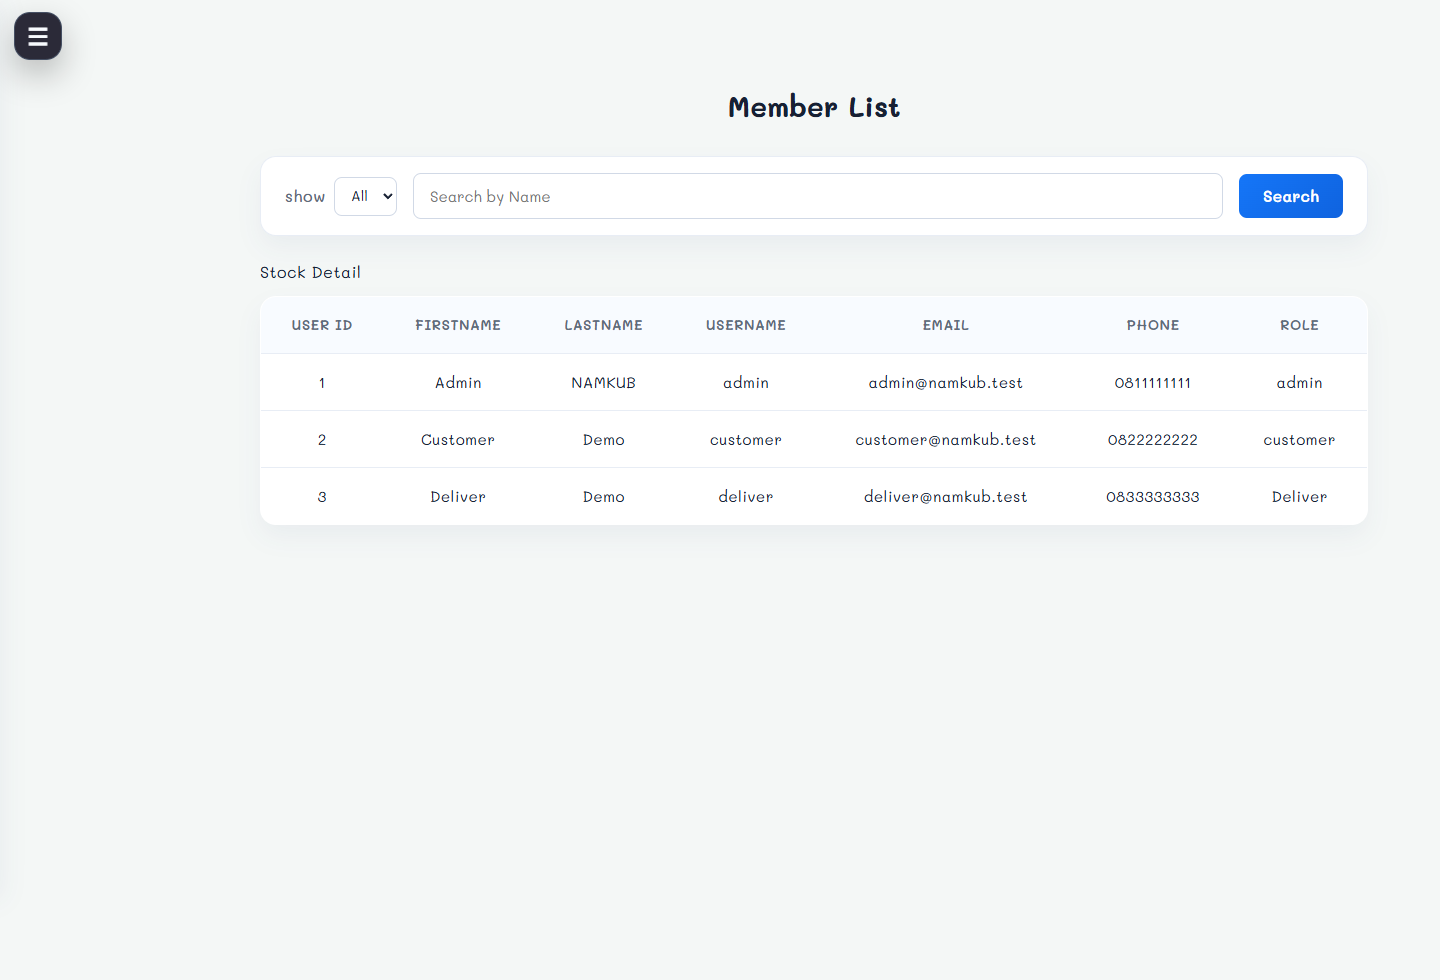 Member List
show All Search by Name Search
Stock Detail
USER ID FIRSTNAME LASTNAME USERNAME EMAIL PHONE ROLE
1 Admin NAMKUB admin admin@namkub.test 0811111111 admin
2 Customer Demo customer customer@namkub.test 0822222222 customer
3 Deliver Demo deliver deliver@namkub.test 0833333333 Deliver